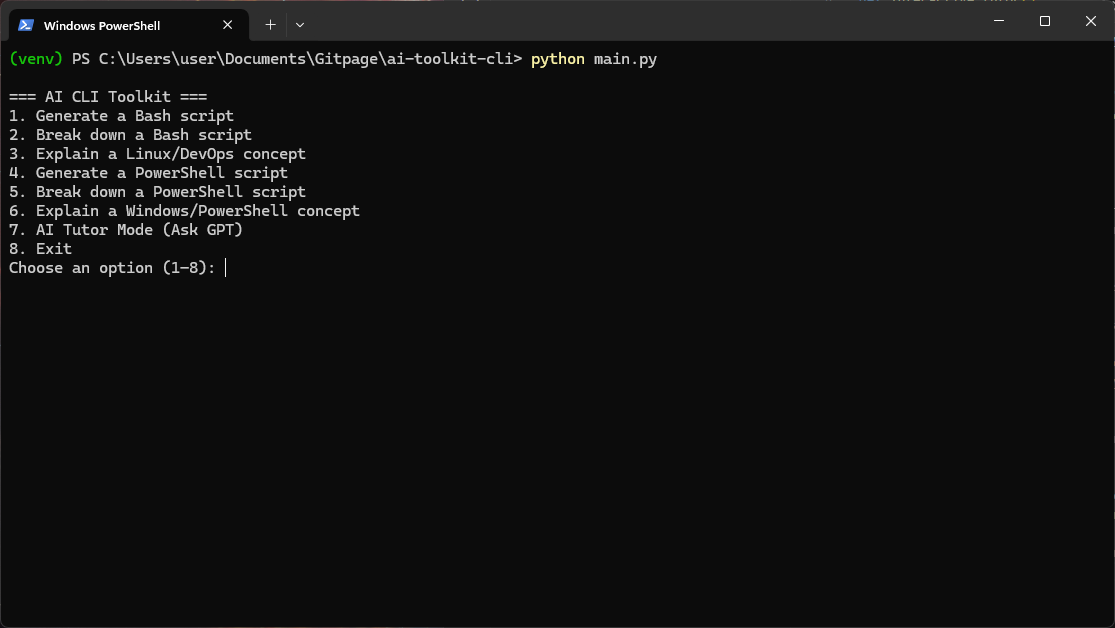 Windows PowerShell
(venv) PS C:\Users\user\Documents\Gitpage\ai-toolkit-cli> python main.py
=== AI CLI Toolkit ===
1. Generate a Bash script
2. Break down a Bash script
3. Explain a Linux/DevOps concept
4. Generate a PowerShell script
5. Break down a PowerShell script
6. Explain a Windows/PowerShell concept
7. AI Tutor Mode (Ask GPT)
8. Exit
Choose an option (1-8):